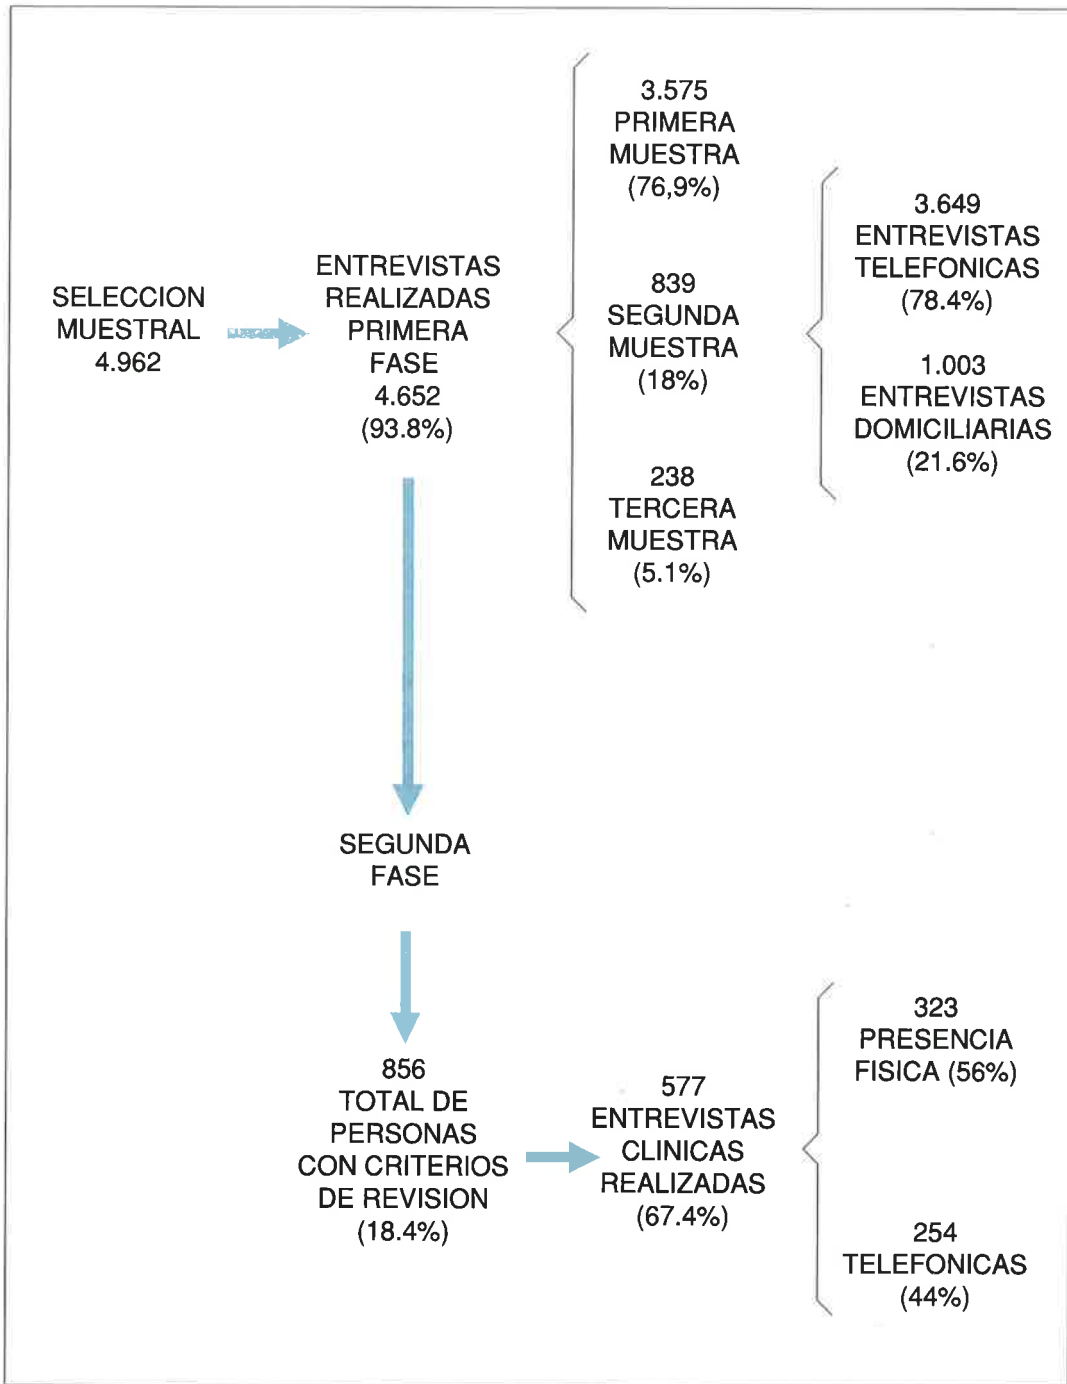 SELECCION
MUESTRAL
4.962
ENTREVISTAS
REALIZADAS
PRIMERA
FASE
4.652
(93.8%)
3.575
PRIMERA
MUESTRA
(76,9%)
839
SEGUNDA
MUESTRA
(18%)
238
TERCERA
MUESTRA
(5.1%)
3.649
ENTREVISTAS
TELEFONICAS
(78.4%)
1.003
ENTREVISTAS
DOMICILIARIAS
(21.6%)
SEGUNDA
FASE
856
TOTAL DE
PERSONAS
CON CRITERIOS
DE REVISION
(18.4%)
577
ENTREVISTAS
CLINICAS
REALIZADAS
(67.4%)
323
PRESENCIA
FISICA (56%)
254
TELEFONICAS
(44%)